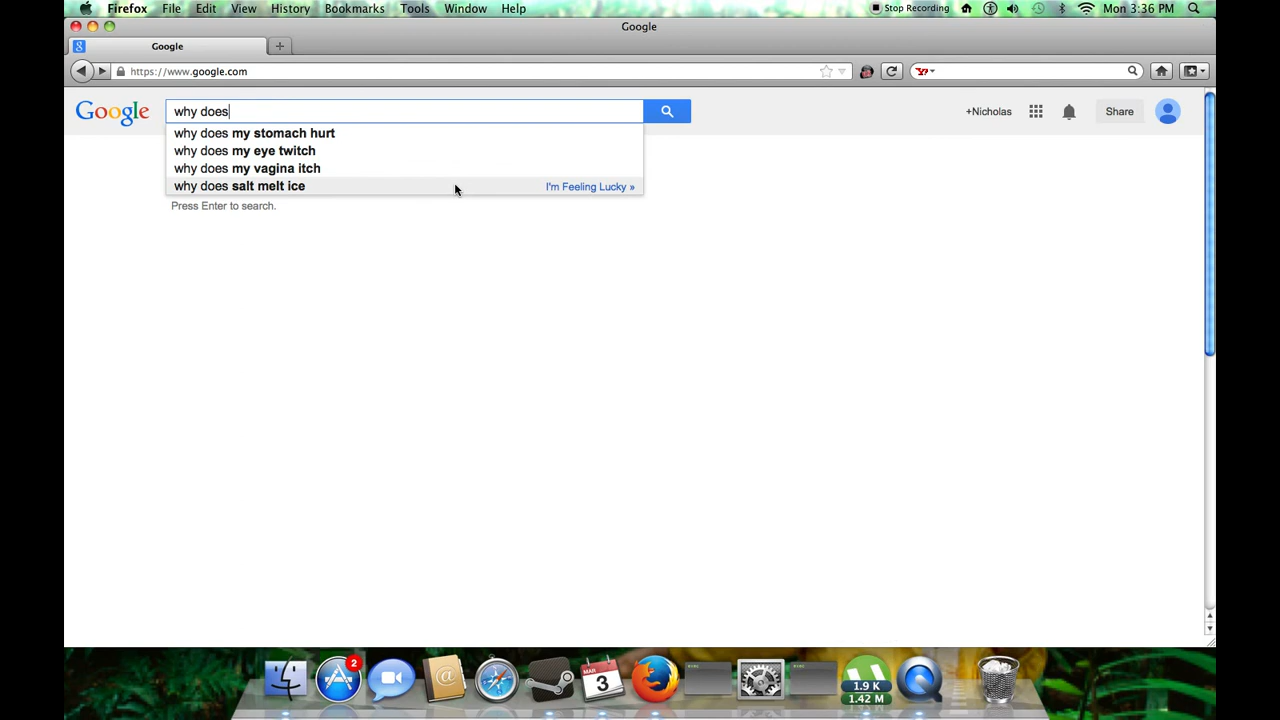 Firefox File Edit View History Bookmarks Tools Window Help Stop Recording Mon 3:36 PM
Google
Google
https://www.google.com
Google why does +Nicholas Share
why does my stomach hurt
why does my eye twitch
why does my vagina itch
why does salt melt ice I'm Feeling Lucky »
Press Enter to search.
2
MAR
3
1.9 K
1.42 M